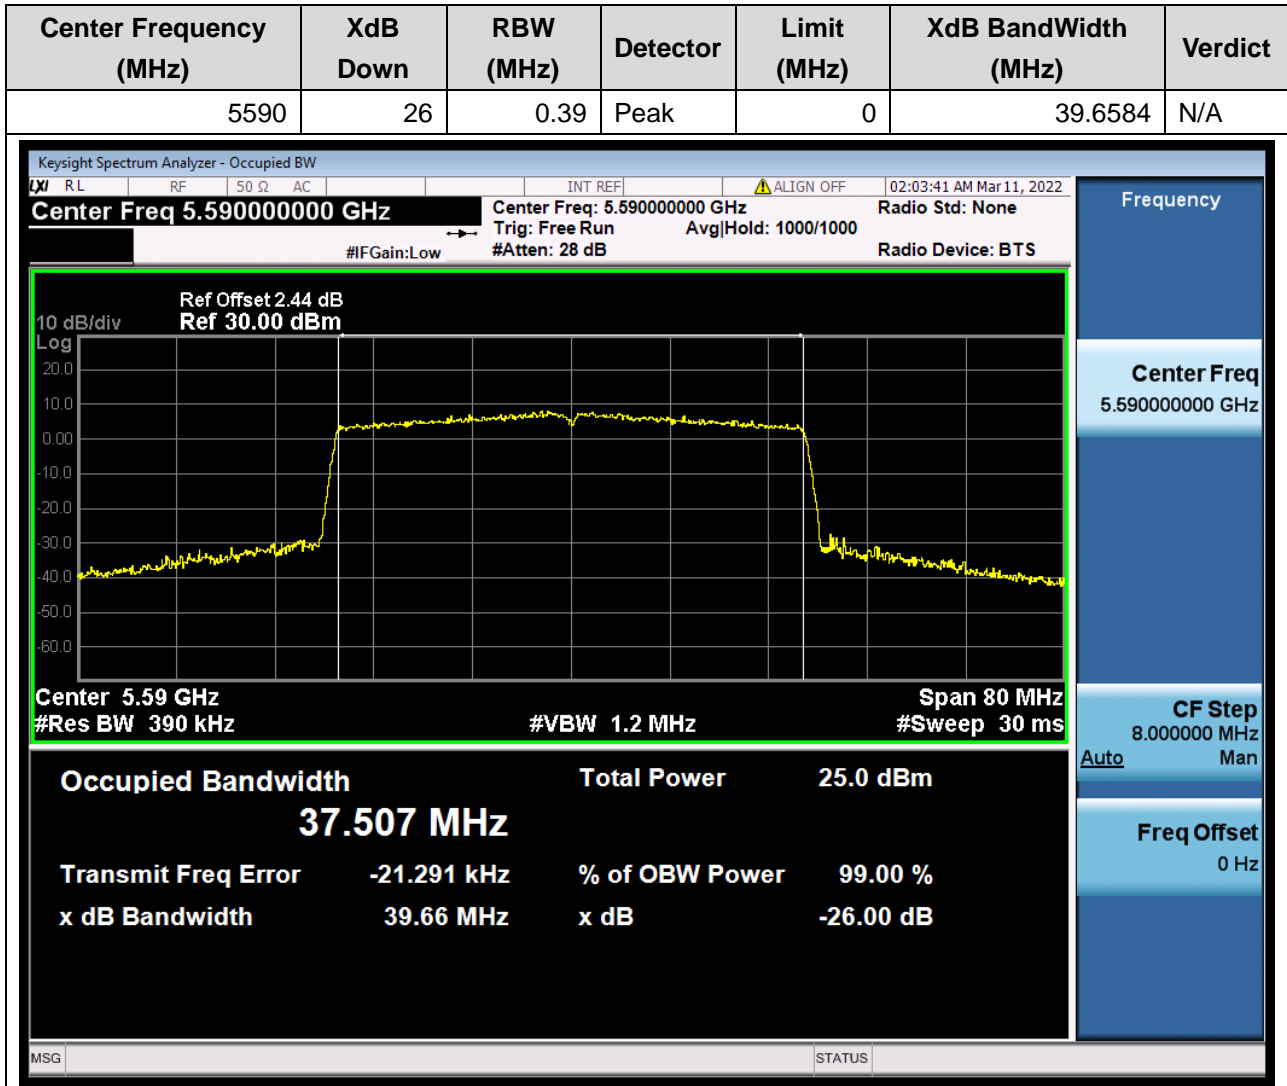 Center Frequency (MHz) XdB Down RBW (MHz) Detector Limit (MHz) XdB BandWidth (MHz) Verdict
5590 26 0.39 Peak 0 39.6584 N/A
Keysight Spectrum Analyzer - Occupied BW
LXI RL RF 50 Ω AC INT REF ALIGN OFF 02:03:41 AM Mar 11, 2022
Center Freq 5.590000000 GHz
Center Freq: 5.590000000 GHz
Radio Std: None
Trig: Free Run Avg|Hold: 1000/1000
#IFGain:Low #Atten: 28 dB Radio Device: BTS
Ref Offset 2.44 dB
10 dB/div Ref 30.00 dBm
Log
20.0
10.0
0.00
-10.0
-20.0
-30.0
-40.0
-50.0
-60.0
Center 5.59 GHz Span 80 MHz
#Res BW 390 kHz #VBW 1.2 MHz #Sweep 30 ms
Occupied Bandwidth Total Power 25.0 dBm
37.507 MHz
Transmit Freq Error -21.291 kHz % of OBW Power 99.00 %
x dB Bandwidth 39.66 MHz x dB -26.00 dB
Frequency
Center Freq
5.590000000 GHz
CF Step
8.000000 MHz
Auto Man
Freq Offset
0 Hz
MSG STATUS